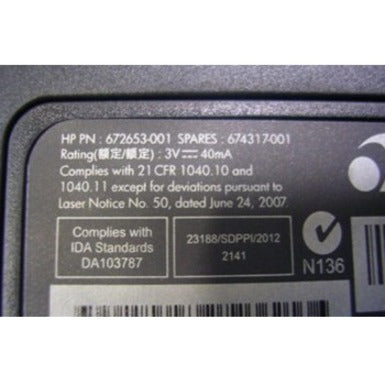 HP PN : 672653-001 SPARES : 674317-001
Rating(額定/额定) : 3V⎓ 40mA
Complies with 21 CFR 1040.10 and
1040.11 except for deviations pursuant to
Laser Notice No. 50, dated June 24, 2007.
Complies with
IDA Standards
DA103787
23188/SDPPI/2012
2141
N136